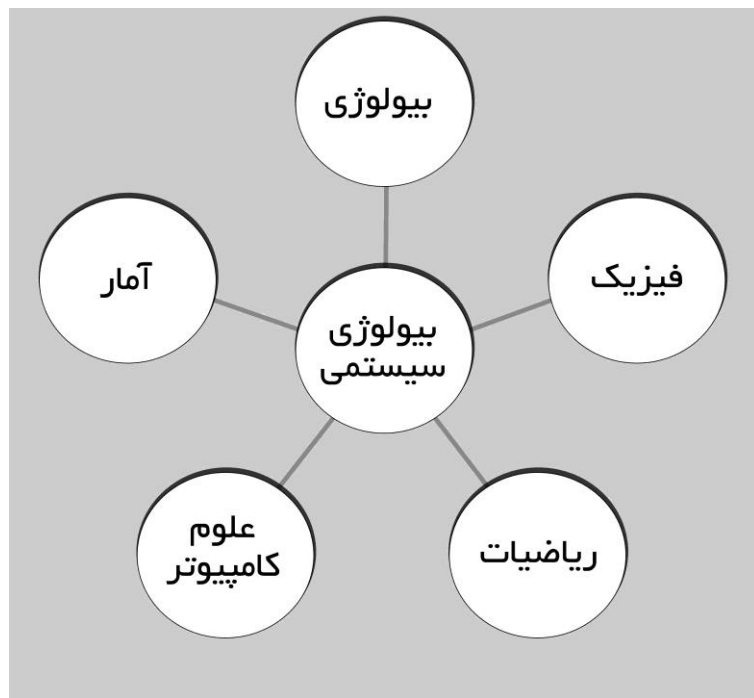 بیولوژی
فیزیک
آمار
بیولوژی
سیستمی
علوم
کامپیوتر
ریاضیات